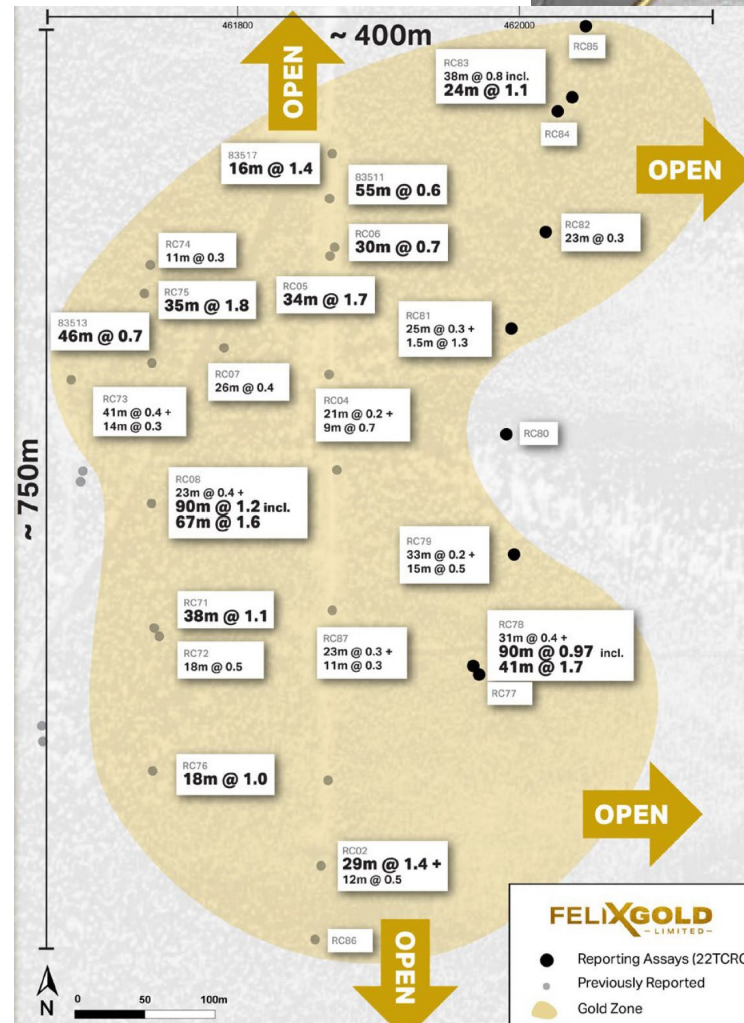 461800
462000
~ 400m
RC85
OPEN
RC83
38m @ 0.8 incl.
24m @ 1.1
RC84
83517
16m @ 1.4
OPEN
83511
55m @ 0.6
RC82
23m @ 0.3
RC74
11m @ 0.3
RC06
30m @ 0.7
RC75
35m @ 1.8
RC05
34m @ 1.7
RC81
25m @ 0.3 +
1.5m @ 1.3
83513
46m @ 0.7
RC07
26m @ 0.4
RC73
41m @ 0.4 +
14m @ 0.3
RC04
21m @ 0.2 +
9m @ 0.7
RC80
~ 750m
RC08
23m @ 0.4 +
90m @ 1.2 incl.
67m @ 1.6
RC79
33m @ 0.2 +
15m @ 0.5
RC71
38m @ 1.1
RC72
18m @ 0.5
RC87
23m @ 0.3 +
11m @ 0.3
RC78
31m @ 0.4 +
90m @ 0.97 incl.
41m @ 1.7
RC77
RC76
18m @ 1.0
OPEN
RC02
29m @ 1.4 +
12m @ 0.5
RC86
OPEN
FELIXGOLD
LIMITED
Reporting Assays (22TCRC
Previously Reported
Gold Zone
N
0 50 100m